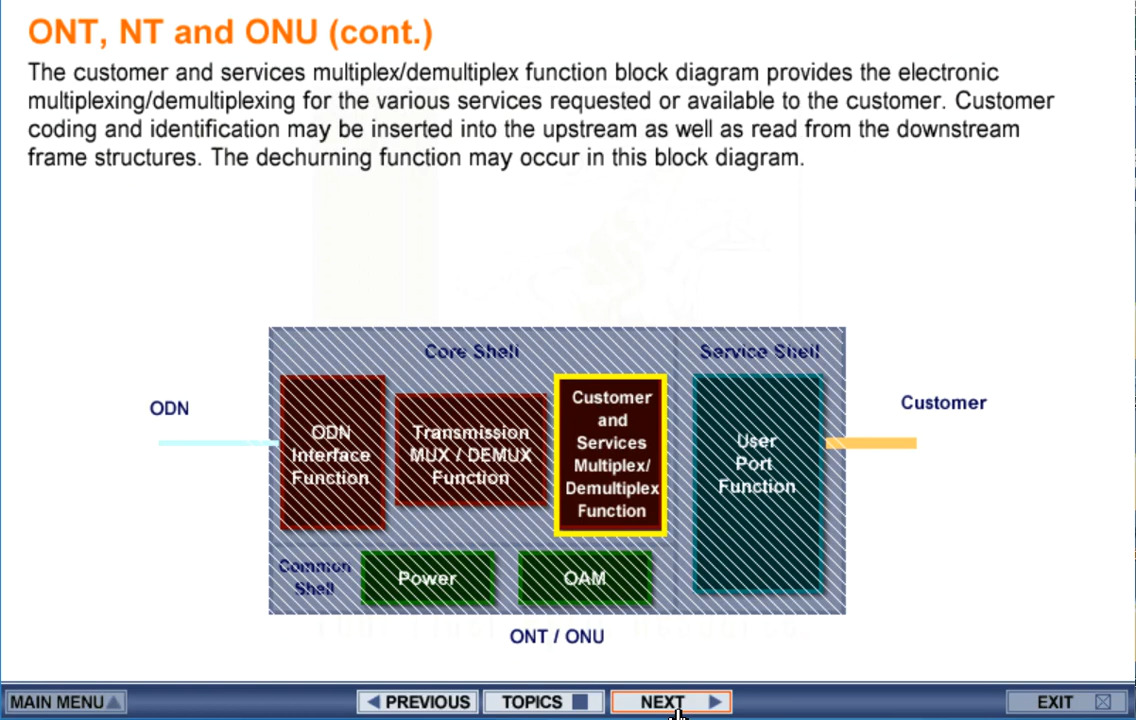 ONT, NT and ONU (cont.)
The customer and services multiplex/demultiplex function block diagram provides the electronic
multiplexing/demultiplexing for the various services requested or available to the customer. Customer
coding and identification may be inserted into the upstream as well as read from the downstream
frame structures. The dechurning function may occur in this block diagram.
Core Shell
Service Shell
ODN
Customer
ODN
Interface
Function
Transmission
MUX / DEMUX
Function
Customer
and
Services
Multiplex/
Demultiplex
Function
User
Port
Function
Common
Shell
Power
OAM
ONT / ONU
MAIN MENU
PREVIOUS
TOPICS
NEXT
EXIT